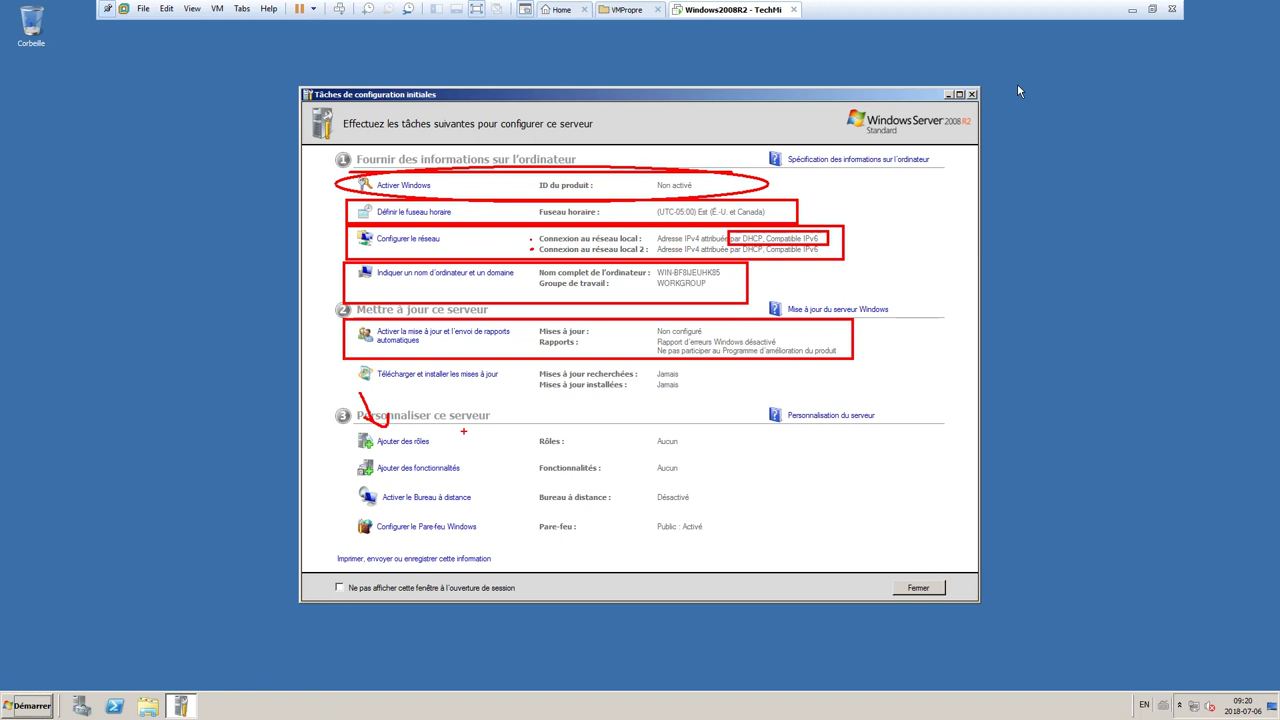 File Edit View VM Tabs Help Home VMPropre Windows2008R2 - TechMi
Corbeille
Tâches de configuration initiales
Effectuez les tâches suivantes pour configurer ce serveur
Windows Server 2008 R2
Standard
1 Fournir des informations sur l'ordinateur Spécification des informations sur l'ordinateur
Activer Windows ID du produit : Non activé
Définir le fuseau horaire Fuseau horaire : (UTC-05:00) Est (É.-U. et Canada)
Configurer le réseau Connexion au réseau local : Adresse IPv4 attribuée par DHCP, Compatible IPv6
Connexion au réseau local 2 : Adresse IPv4 attribuée par DHCP, Compatible IPv6
Indiquer un nom d'ordinateur et un domaine Nom complet de l'ordinateur : WIN-BF8IJEUHK85
Groupe de travail : WORKGROUP
2 Mettre à jour ce serveur Mise à jour du serveur Windows
Activer la mise à jour et l'envoi de rapports Mises à jour : Non configuré
automatiques Rapports : Rapport d'erreurs Windows désactivé
Ne pas participer au Programme d'amélioration du produit
Télécharger et installer les mises à jour Mises à jour recherchées : Jamais
Mises à jour installées : Jamais
3 Personnaliser ce serveur Personnalisation du serveur
Ajouter des rôles Rôles : Aucun
Ajouter des fonctionnalités Fonctionnalités : Aucun
Activer le Bureau à distance Bureau à distance : Désactivé
Configurer le Pare-feu Windows Pare-feu : Public : Activé
Imprimer, envoyer ou enregistrer cette information
Ne pas afficher cette fenêtre à l'ouverture de session Fermer
Démarrer EN 09:20
2018-07-06